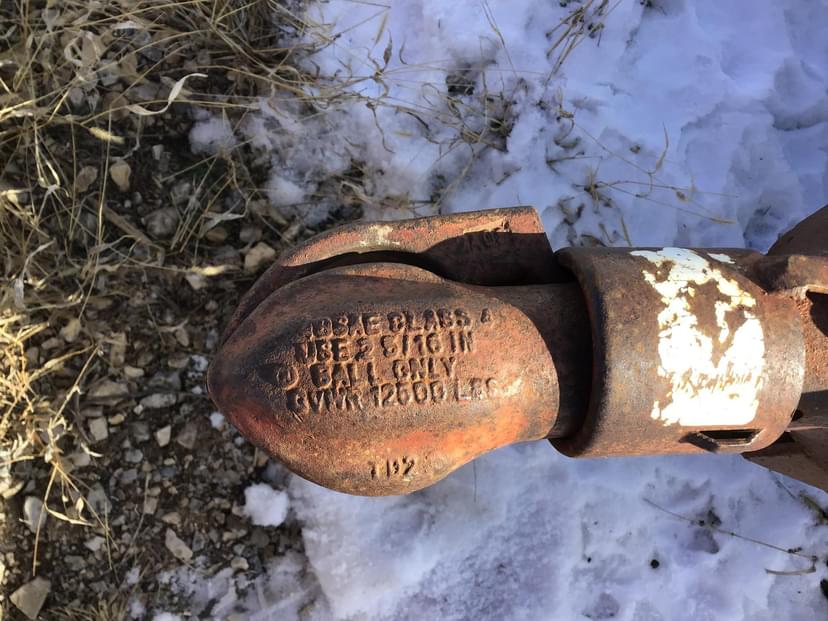 SAE CLASS 4
USE 2 5/16 IN
BALL ONLY
GVWR 12500 LBS